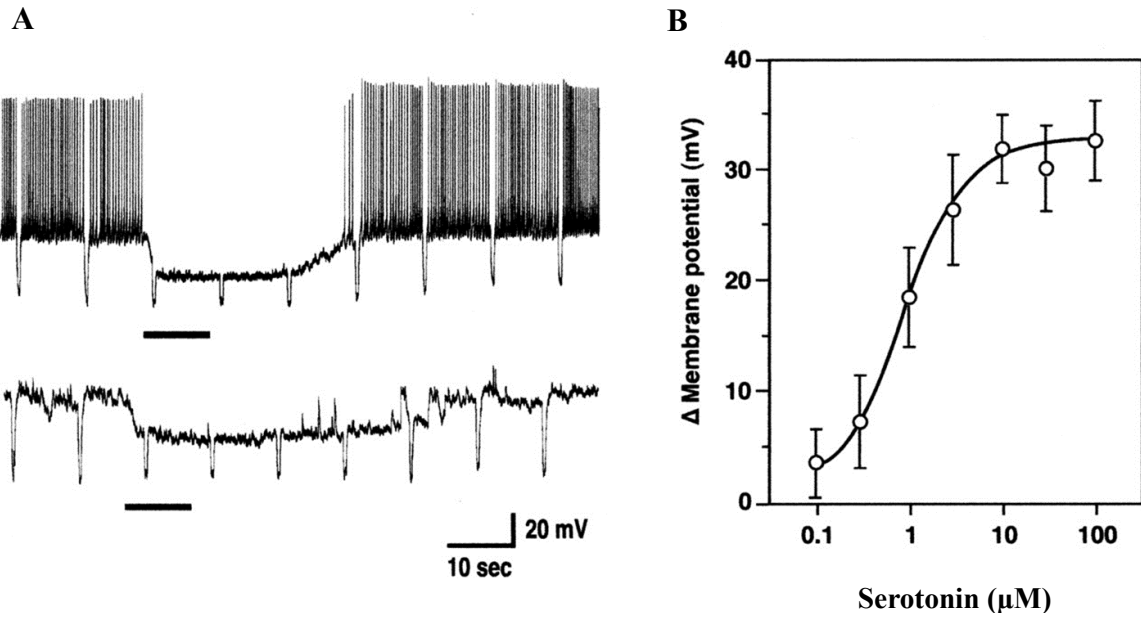 A
20 mV
10 sec
B
Δ Membrane potential (mV)
40
30
20
10
0
0.1 1 10 100
Serotonin (μM)